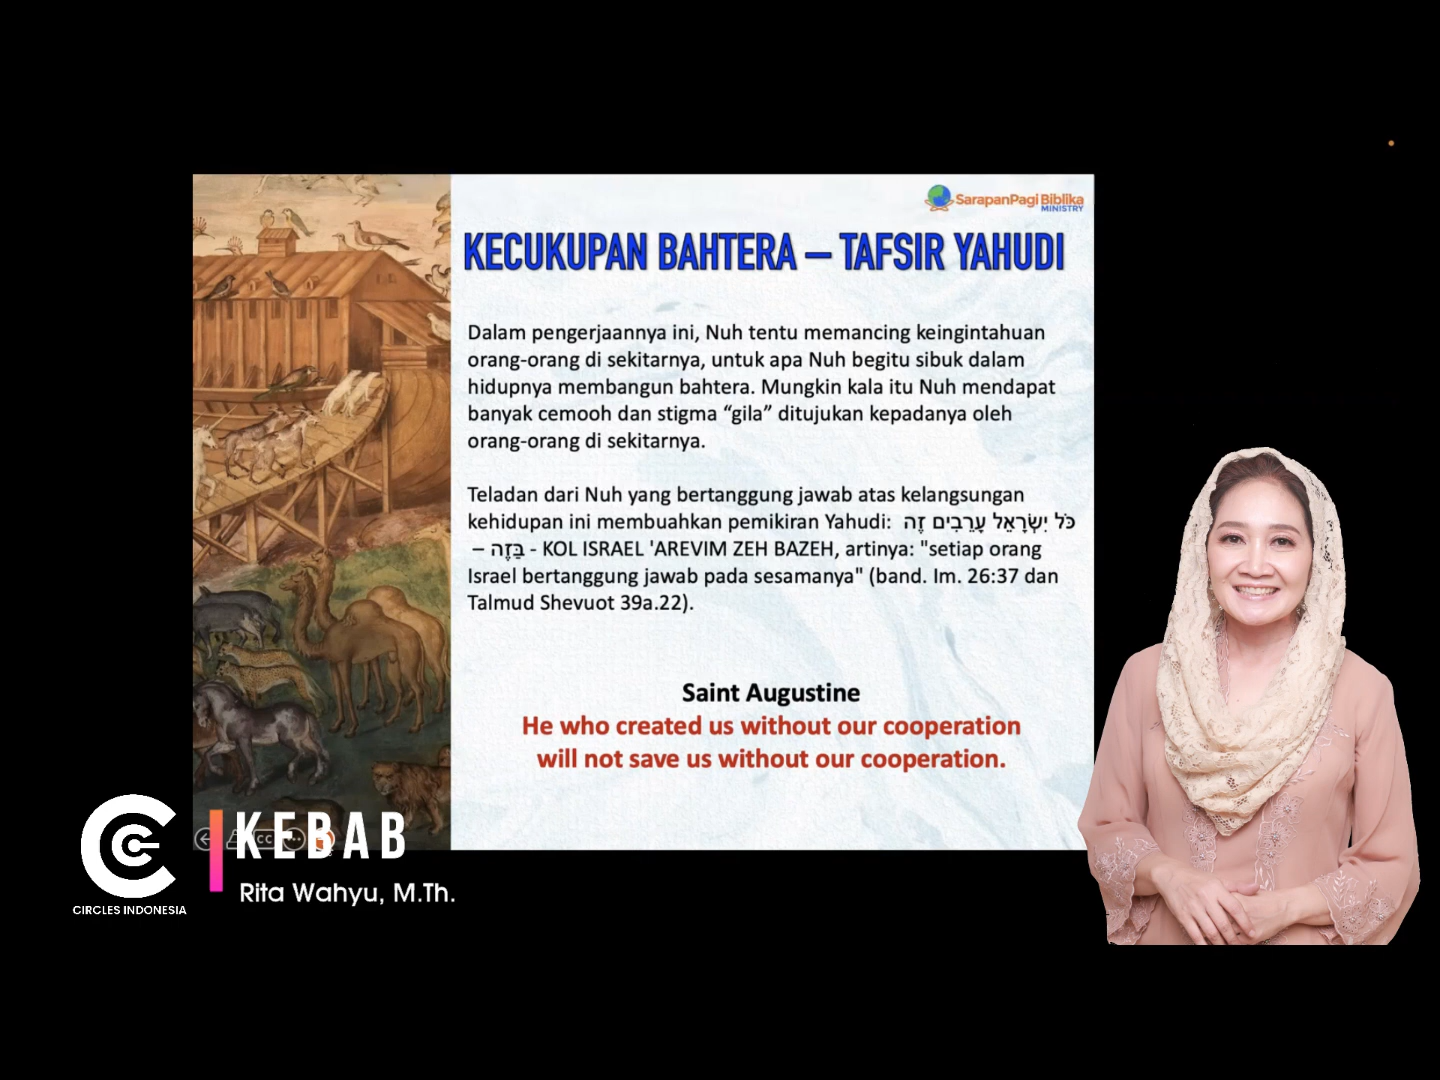 SarapanPagi Biblika
MINISTRY
KECUKUPAN BAHTERA – TAFSIR YAHUDI
Dalam pengerjaannya ini, Nuh tentu memancing keingintahuan
orang-orang di sekitarnya, untuk apa Nuh begitu sibuk dalam
hidupnya membangun bahtera. Mungkin kala itu Nuh mendapat
banyak cemooh dan stigma “gila” ditujukan kepadanya oleh
orang-orang di sekitarnya.
Teladan dari Nuh yang bertanggung jawab atas kelangsungan
kehidupan ini membuahkan pemikiran Yahudi: כֹּל יִשְׂרָאֵל עֲרֵבִים זֶה
– בַּזֶּה - KOL ISRAEL 'AREVIM ZEH BAZEH, artinya: "setiap orang
Israel bertanggung jawab pada sesamanya" (band. Im. 26:37 dan
Talmud Shevuot 39a.22).
Saint Augustine
He who created us without our cooperation
will not save us without our cooperation.
KEBAB
Rita Wahyu, M.Th.
CIRCLES INDONESIA